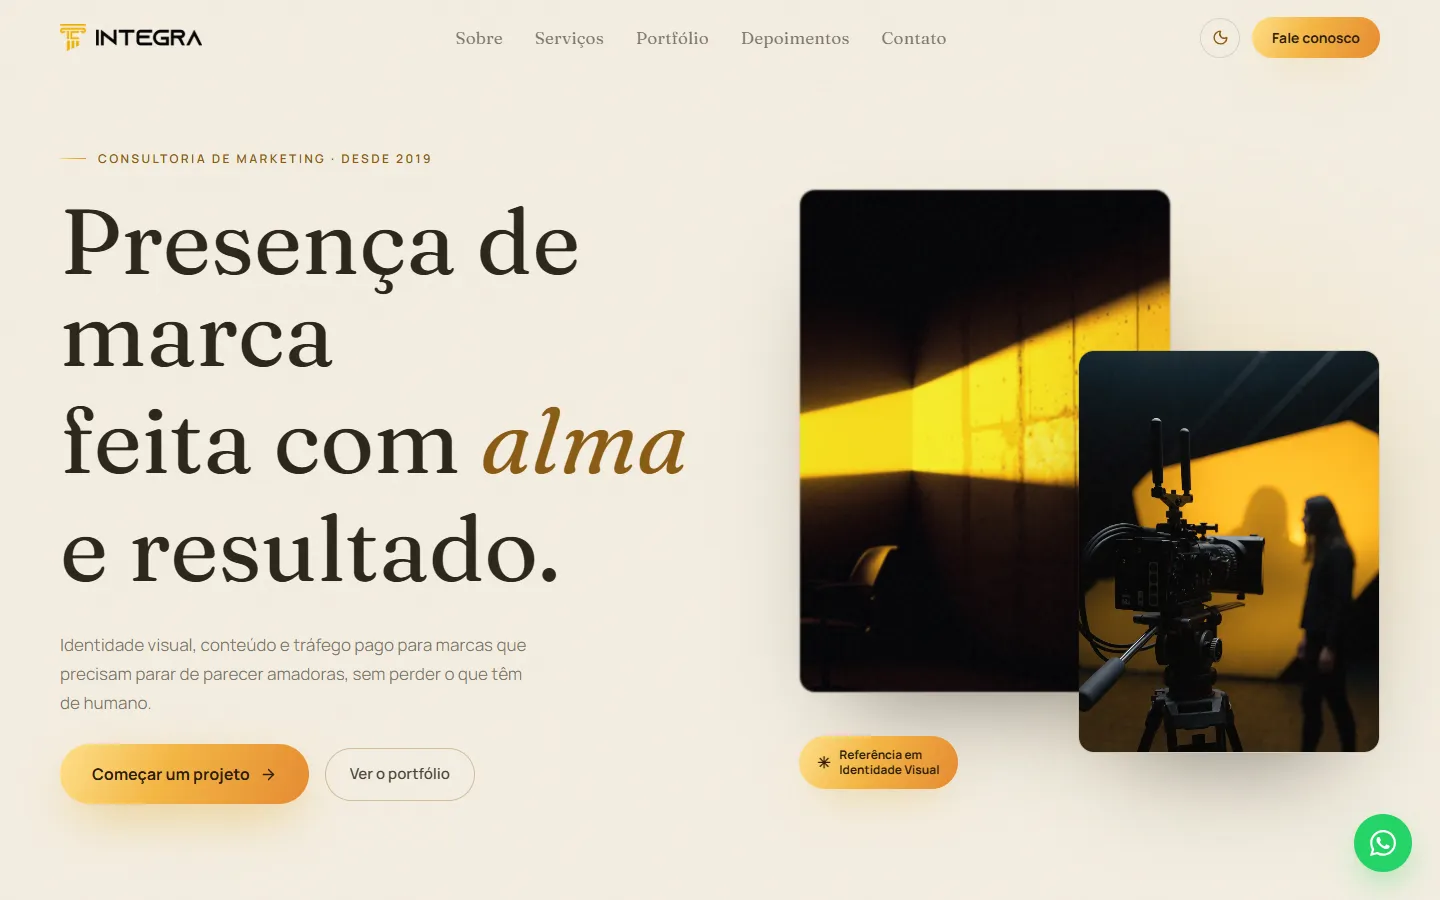 INTEGRA
Sobre
Serviços
Portfólio
Depoimentos
Contato
Fale conosco
CONSULTORIA DE MARKETING · DESDE 2019
Presença de
marca
feita com alma
e resultado.
Identidade visual, conteúdo e tráfego pago para marcas que
precisam parar de parecer amadoras, sem perder o que têm
de humano.
Começar um projeto →
Ver o portfólio
Referência em
Identidade Visual